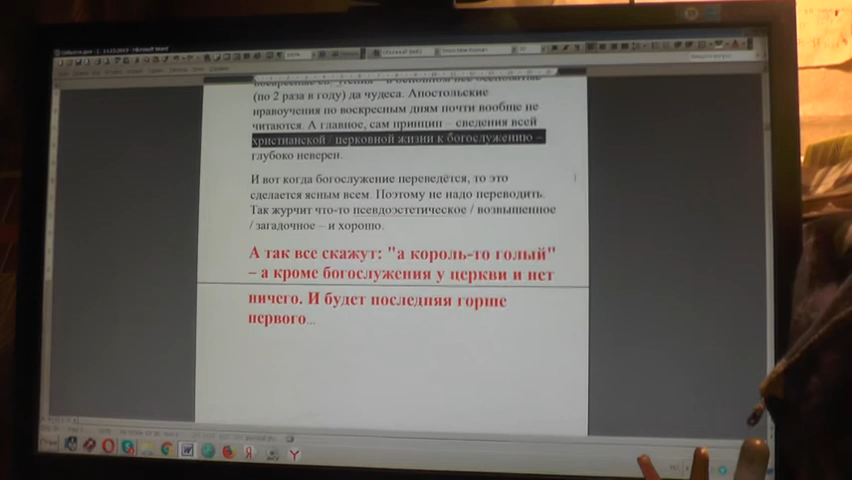 (по 2 раза в году) да чудеса. Апостольские
нравоучения по воскресным дням почти вообще не
читаются. А главное, сам принцип – сведения всей
христианской / церковной жизни к богослужению –
глубоко неверен.
И вот когда богослужение переведётся, то это
сделается ясным всем. Поэтому не надо переводить.
Так журчит что-то псевдоэстетическое / возвышенное
/ загадочное – и хорошо.
А так все скажут: "а король-то голый"
– а кроме богослужения у церкви и нет
ничего. И будет последняя горше
первого...